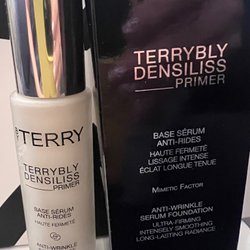 BY TERRY
TERRYBLY
DENSILISS
PRIMER
BASE SÉRUM
ANTI-RIDES
HAUTE FERMETÉ
ANTI-WRINKLE
TERRYBLY
DENSILISS
PRIMER
BASE SÉRUM
ANTI-RIDES
HAUTE FERMETÉ
LISSAGE INTENSE
ÉCLAT LONGUE TENUE
MIMETIC FACTOR
ANTI-WRINKLE
SERUM FOUNDATION
ULTRA-FIRMING
INTENSELY SMOOTHING
LONG-LASTING RADIANCE